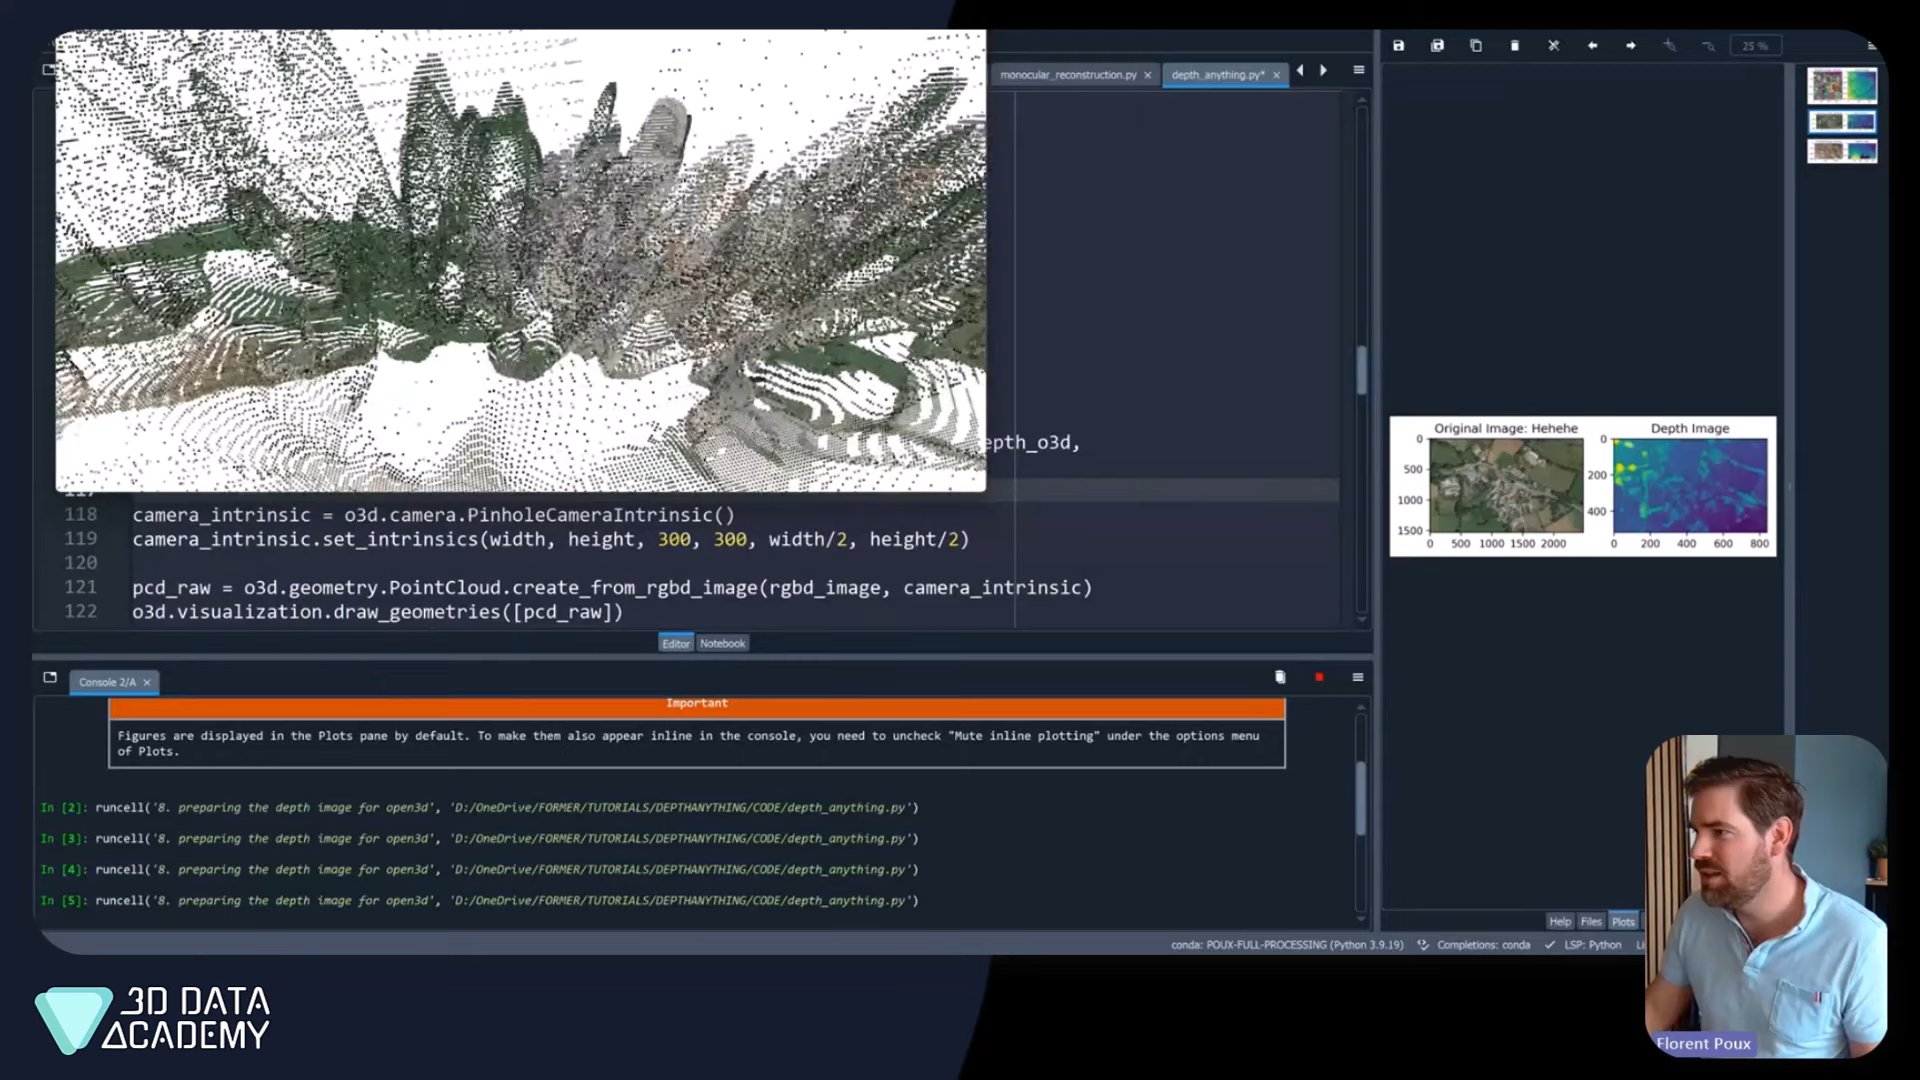 monocular_reconstruction.py
depth_anything.py*
25 %
epth_o3d,
118 camera_intrinsic = o3d.camera.PinholeCameraIntrinsic()
119 camera_intrinsic.set_intrinsics(width, height, 300, 300, width/2, height/2)
120
121 pcd_raw = o3d.geometry.PointCloud.create_from_rgbd_image(rgbd_image, camera_intrinsic)
122 o3d.visualization.draw_geometries([pcd_raw])
Editor Notebook
Original Image: Hehehe
0
500
1000
1500
0 500 1000 1500 2000
Depth Image
0
200
400
0 200 400 600 800
Console 2/A
Important
Figures are displayed in the Plots pane by default. To make them also appear inline in the console, you need to uncheck "Mute inline plotting" under the options menu
of Plots.
In [2]: runcell('8. preparing the depth image for open3d', 'D:/OneDrive/FORMER/TUTORIALS/DEPTHANYTHING/CODE/depth_anything.py')
In [3]: runcell('8. preparing the depth image for open3d', 'D:/OneDrive/FORMER/TUTORIALS/DEPTHANYTHING/CODE/depth_anything.py')
In [4]: runcell('8. preparing the depth image for open3d', 'D:/OneDrive/FORMER/TUTORIALS/DEPTHANYTHING/CODE/depth_anything.py')
In [5]: runcell('8. preparing the depth image for open3d', 'D:/OneDrive/FORMER/TUTORIALS/DEPTHANYTHING/CODE/depth_anything.py')
Help Files Plots
conda: POUX-FULL-PROCESSING (Python 3.9.19) Completions: conda LSP: Python
3D DATA
ACADEMY
Florent Poux